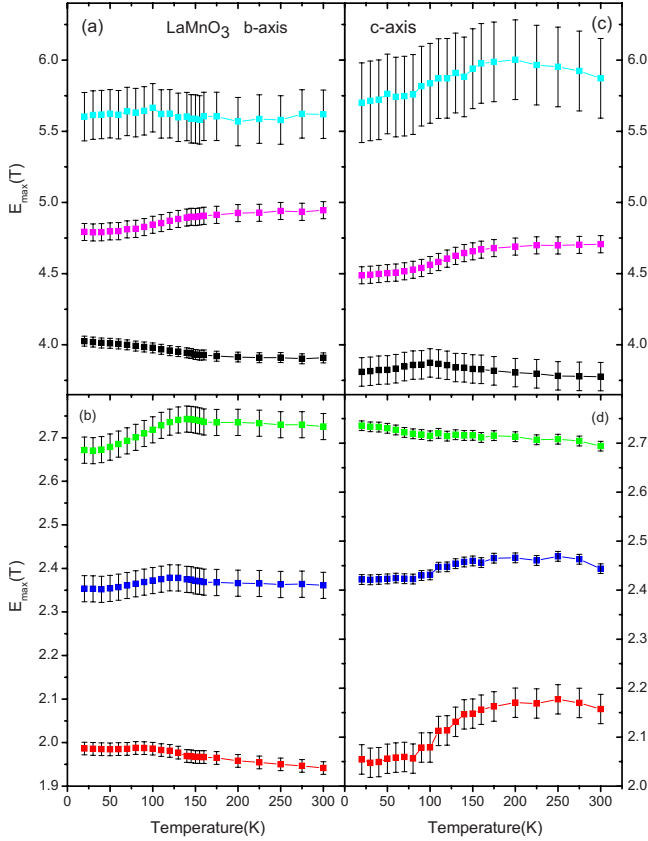 (a) LaMnO₃ b-axis
c-axis (c)
6.0
5.5
5.0
4.5
4.0
E_max(T)
6.0
5.5
5.0
4.5
4.0
(b)
(d)
2.7
2.6
2.5
2.4
2.3
2.2
2.1
2.0
1.9
E_max(T)
2.7
2.6
2.5
2.4
2.3
2.2
2.1
2.0
0 50 100 150 200 250 300
0 50 100 150 200 250 300
Temperature(K)
Temperature(K)